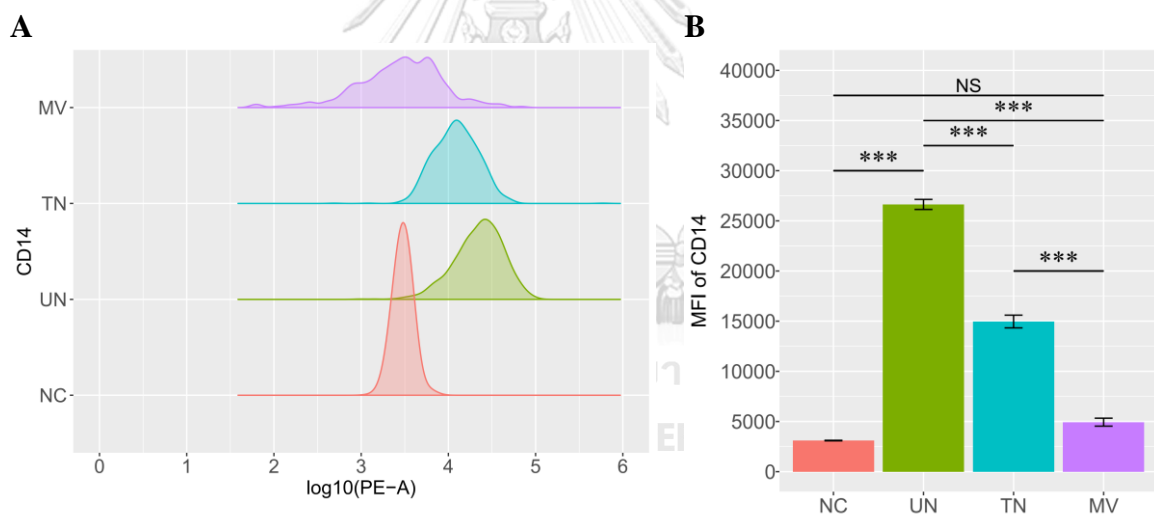 A
B
MV
TN
UN
NC
CD14
0 1 2 3 4 5 6
log10(PE−A)
40000
35000
30000
25000
20000
15000
10000
5000
0
MFI of CD14
NS
***
***
***
***
NC UN TN MV